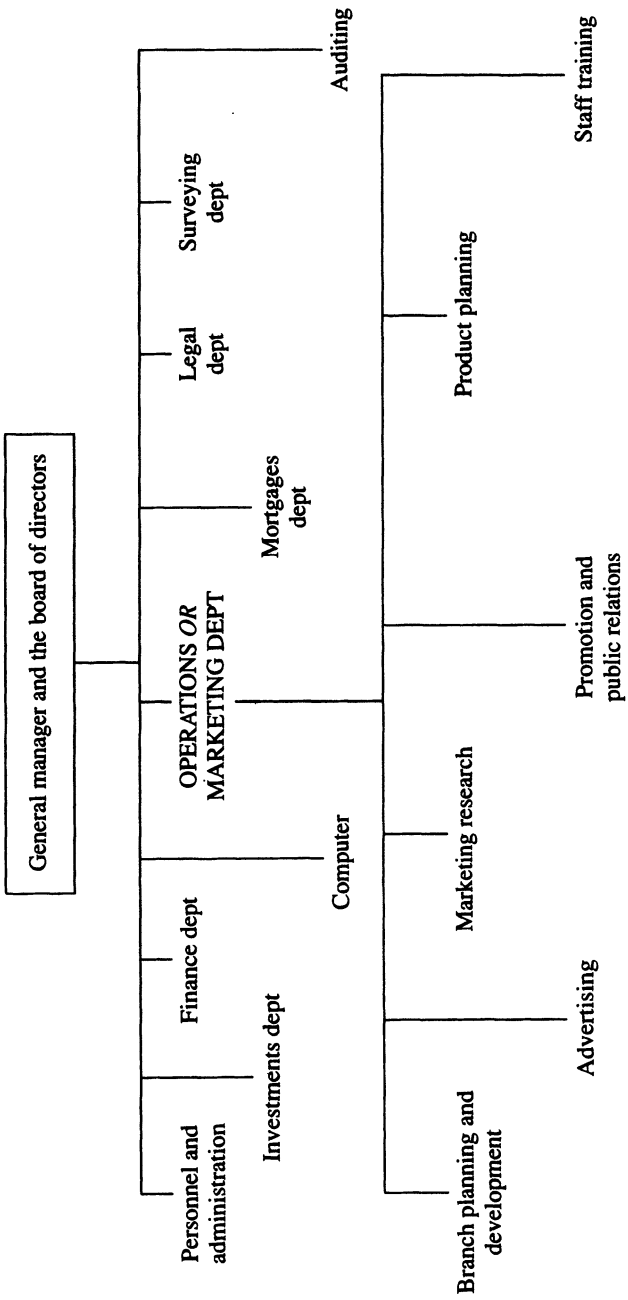 General manager and the board of directors
Personnel and
administration
Investments dept
Finance dept
Computer
OPERATIONS OR
MARKETING DEPT
Mortgages
dept
Legal
dept
Surveying
dept
Auditing
Branch planning and
development
Advertising
Marketing research
Promotion and
public relations
Product planning
Staff training